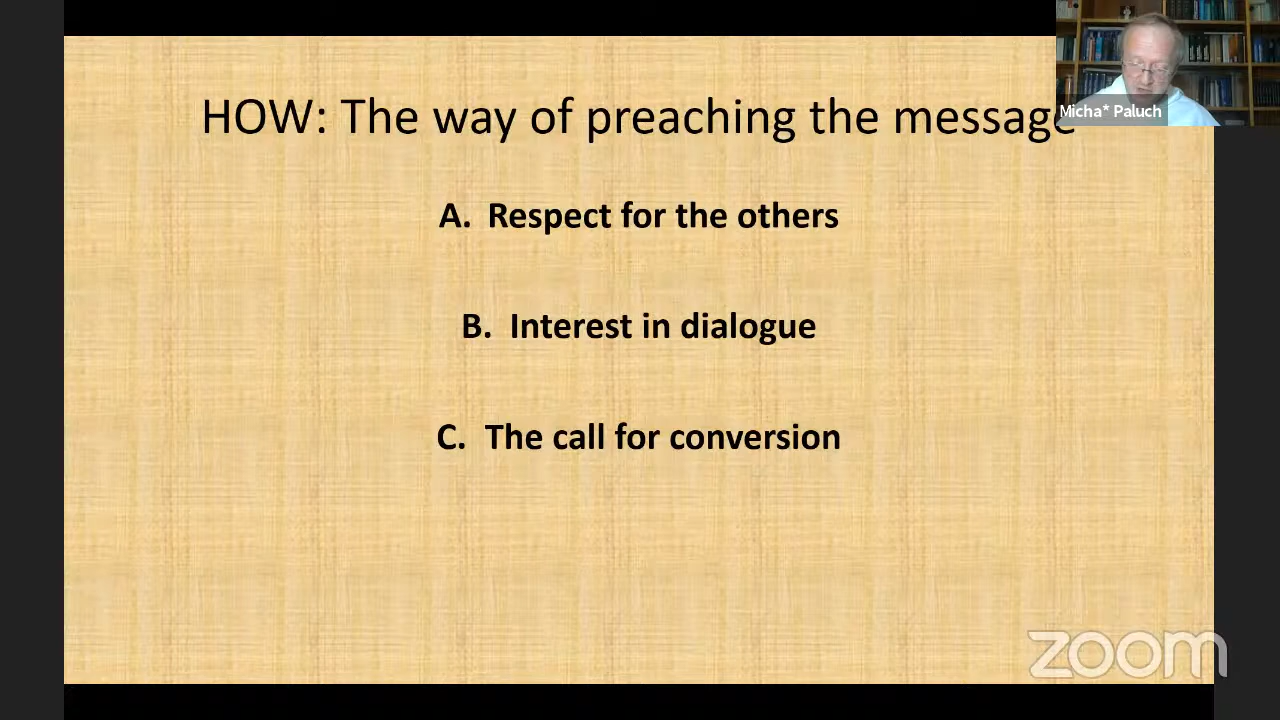 HOW: The way of preaching the message
Micha* Paluch
A. Respect for the others
B. Interest in dialogue
C. The call for conversion
zoom